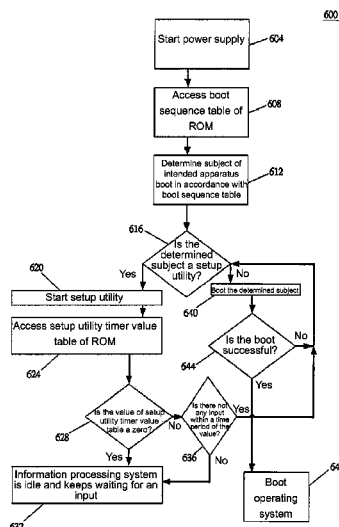 600
Start power supply
604
Access boot
sequence table of
ROM
608
Determine subject of
intended apparatus
boot in accordance with
boot sequence table
612
616
Is the
determined
subject a setup
utility?
Yes
No
620
Start setup utility
Boot the determined subject
640
Access setup utility timer value
table of ROM
624
Is the boot
successful?
No
644
Yes
Is the value of setup
utility timer value
table a zero?
628
No
Is there not
any input
within a time
period of the
value?
Yes
636
Yes
No
Information processing system
is idle and keeps waiting for an
input
632
Boot
operating
system